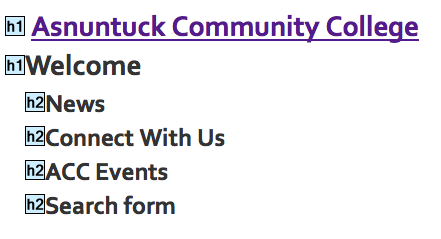 h1 Asnuntuck Community College
h1 Welcome
h2 News
h2 Connect With Us
h2 ACC Events
h2 Search form